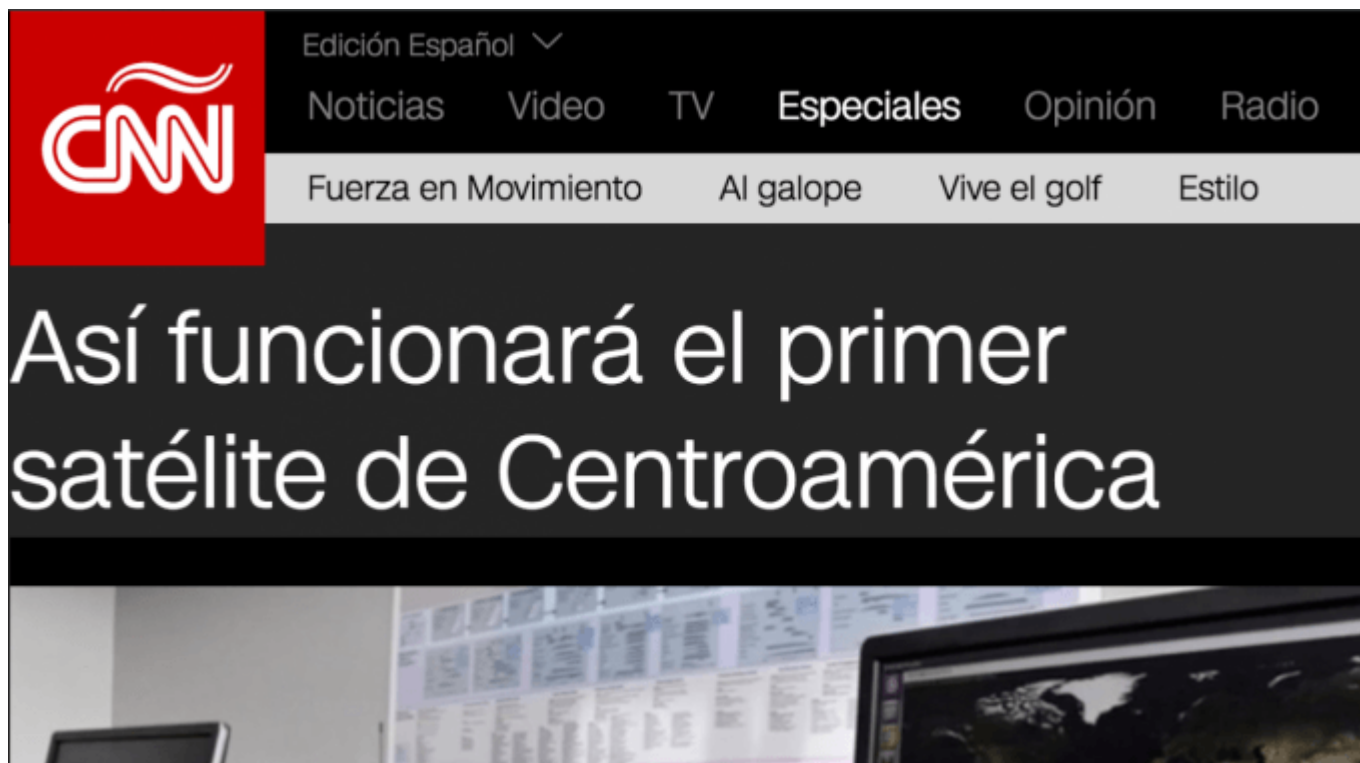 CNN
Edición Español
Noticias Video TV Especiales Opinión Radio
Fuerza en Movimiento Al galope Vive el golf Estilo
Así funcionará el primer
satélite de Centroamérica